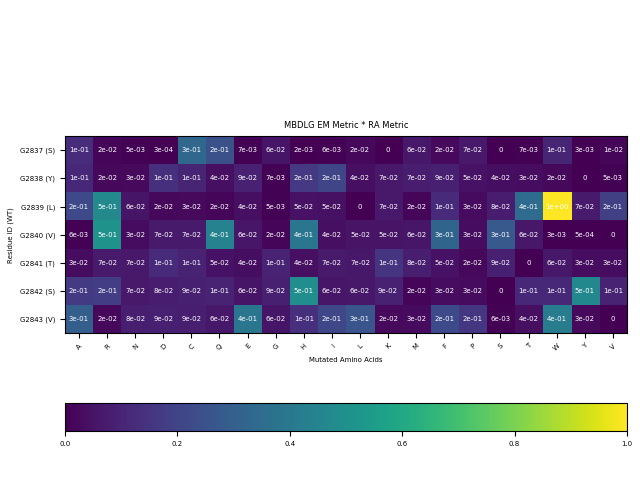 MBDLG EM Metric * RA Metric
Residue ID (WT)
G2837 (S) 1e-01 2e-02 5e-03 3e-04 3e-01 2e-01 7e-03 6e-02 2e-03 6e-03 2e-02 0 6e-02 2e-02 7e-02 0 7e-03 1e-01 3e-03 1e-02
G2838 (Y) 1e-01 2e-02 3e-02 1e-01 1e-01 4e-02 9e-02 7e-03 2e-01 2e-01 4e-02 7e-02 7e-02 9e-02 5e-02 4e-02 3e-02 2e-02 0 5e-03
G2839 (L) 2e-01 5e-01 6e-02 2e-02 3e-02 2e-02 4e-02 5e-03 5e-02 5e-02 0 7e-02 2e-02 1e-01 3e-02 8e-02 4e-01 1e+00 7e-02 2e-01
G2840 (V) 6e-03 5e-01 3e-02 7e-02 7e-02 4e-01 6e-02 2e-02 4e-01 4e-02 5e-02 5e-02 6e-02 3e-01 3e-02 3e-01 6e-02 3e-03 5e-04 0
G2841 (T) 3e-02 7e-02 7e-02 1e-01 1e-01 5e-02 4e-02 1e-01 4e-02 7e-02 7e-02 1e-01 8e-02 5e-02 2e-02 9e-02 0 6e-02 3e-02 3e-02
G2842 (S) 2e-01 2e-01 7e-02 8e-02 9e-02 1e-01 6e-02 9e-02 5e-01 6e-02 6e-02 9e-02 2e-02 3e-02 3e-02 0 1e-01 1e-01 5e-01 1e-01
G2843 (V) 3e-01 2e-02 8e-02 9e-02 9e-02 6e-02 4e-01 6e-02 1e-01 2e-01 3e-01 2e-02 3e-02 2e-01 2e-01 6e-03 4e-02 4e-01 3e-02 0
A R N D C Q E G H I L K M F P S T W Y V
Mutated Amino Acids
0.0 0.2 0.4 0.6 0.8 1.0